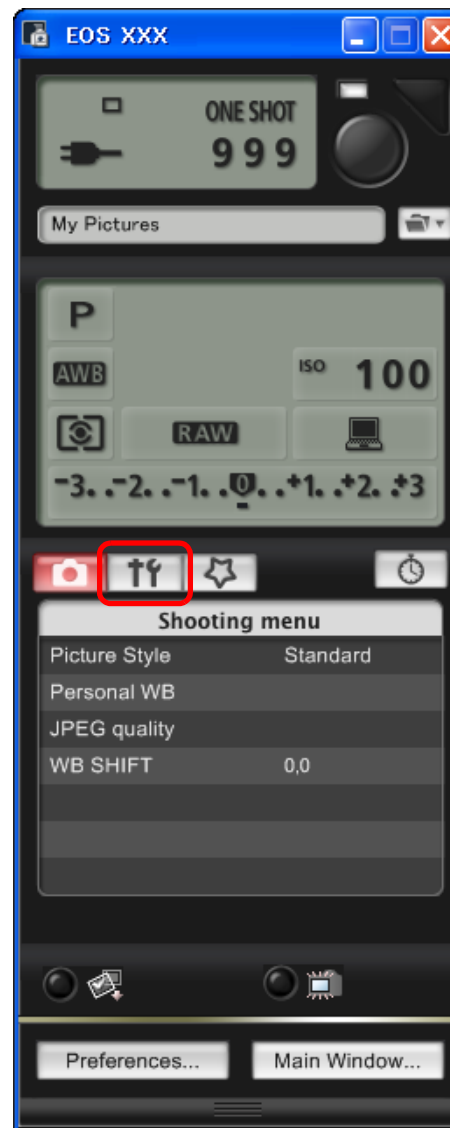 EOS XXX
ONE SHOT
999
My Pictures
P
AWB
ISO 100
RAW
-3. .-2. .-1. .0. .+1. .+2. .+3
Shooting menu
Picture Style Standard
Personal WB
JPEG quality
WB SHIFT 0,0
Preferences... Main Window...